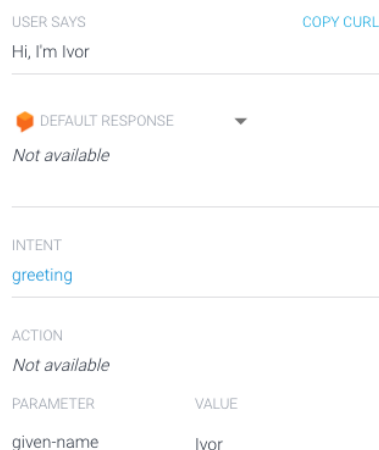 USER SAYS COPY CURL
Hi, I'm Ivor
DEFAULT RESPONSE
Not available
INTENT
greeting
ACTION
Not available
PARAMETER VALUE
given-name Ivor